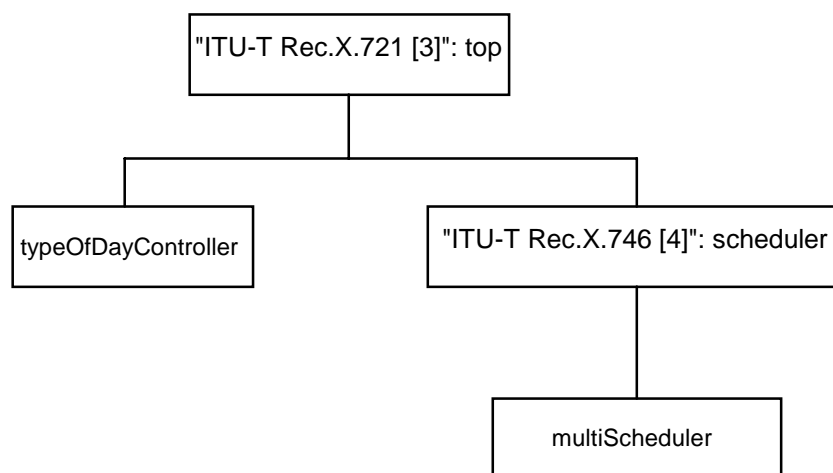 "ITU-T Rec.X.721 [3]": top
typeOfDayController
"ITU-T Rec.X.746 [4]": scheduler
multiScheduler